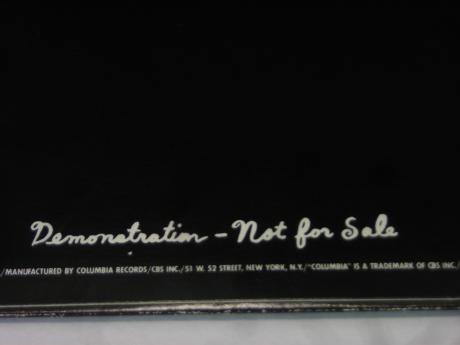 Demonstration - Not for Sale
/MANUFACTURED BY COLUMBIA RECORDS/CBS INC./51 W. 52 STREET, NEW YORK, N.Y./"COLUMBIA" IS A TRADEMARK OF CBS INC./